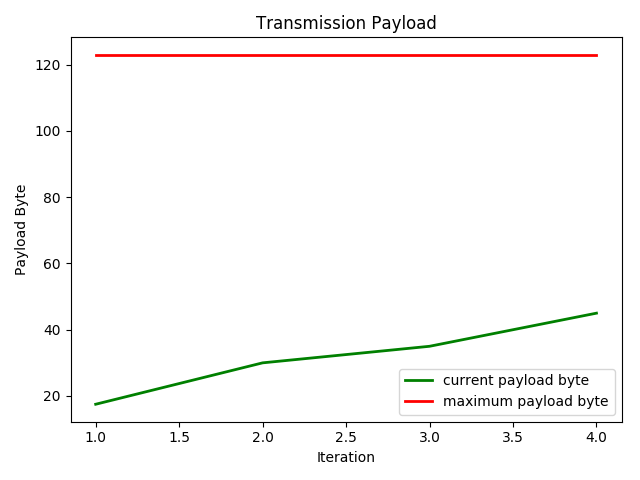 Transmission Payload
Payload Byte
120
100
80
60
40
20
current payload byte
maximum payload byte
1.0 1.5 2.0 2.5 3.0 3.5 4.0
Iteration